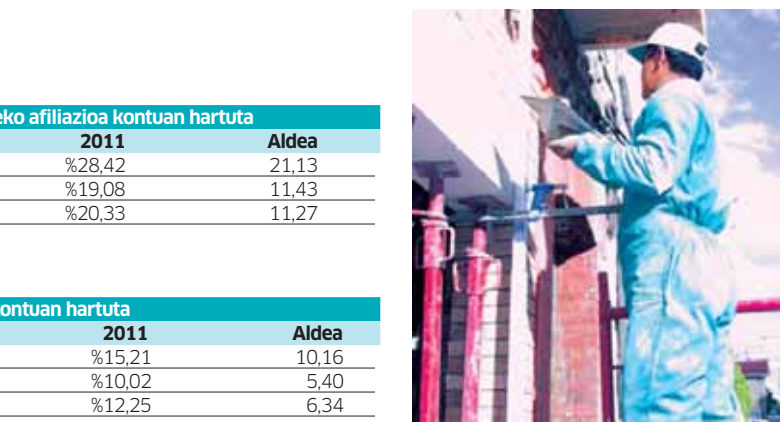 eko afiliazioa kontuan hartuta
2011 Aldea
%28,42 21,13
%19,08 11,43
%20,33 11,27
kontuan hartuta
2011 Aldea
%15,21 10,16
%10,02 5,40
%12,25 6,34